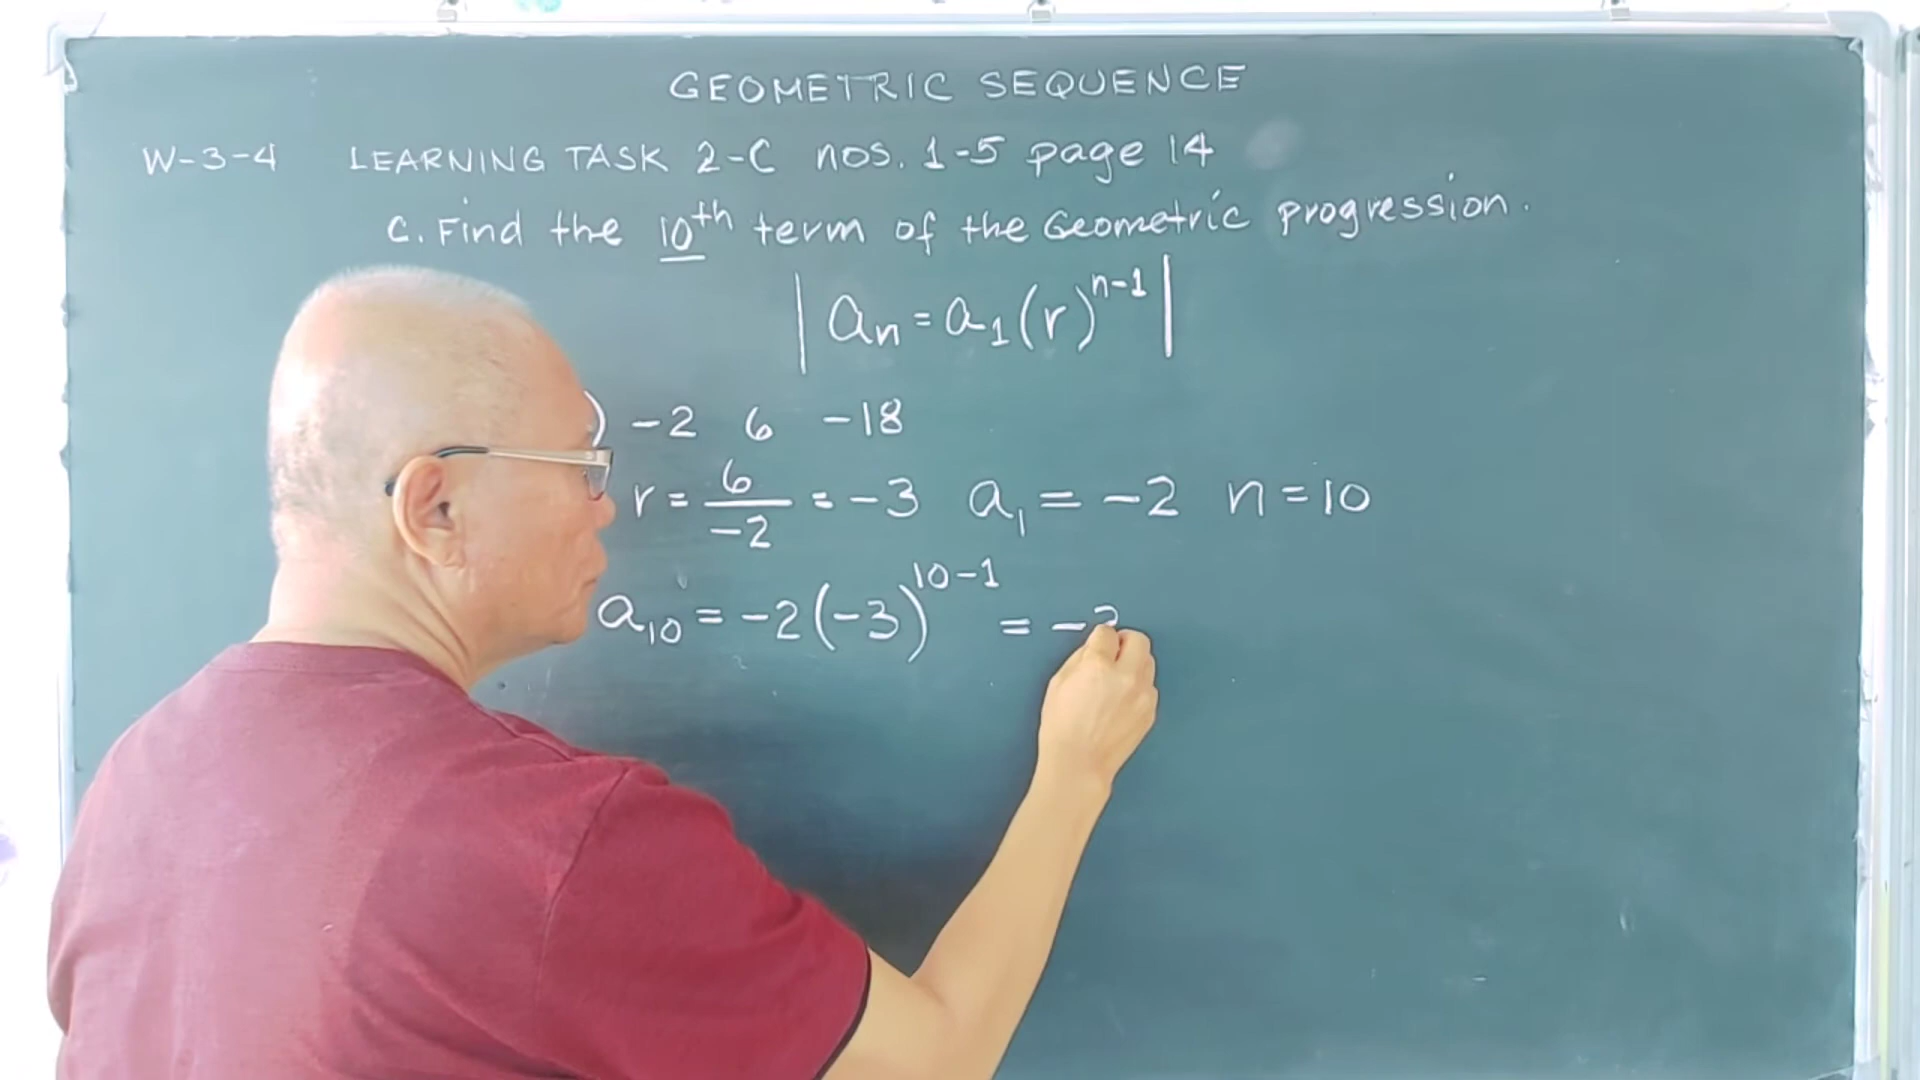 GEOMETRIC SEQUENCE
W-3-4 LEARNING TASK 2-C nos. 1-5 page 14
C. Find the 10th term of the Geometric progression.
| an = a1(r)^n-1 |
) -2 6 -18
r = 6/-2 = -3 a1 = -2 n = 10
a10 = -2(-3)^10-1 = -2